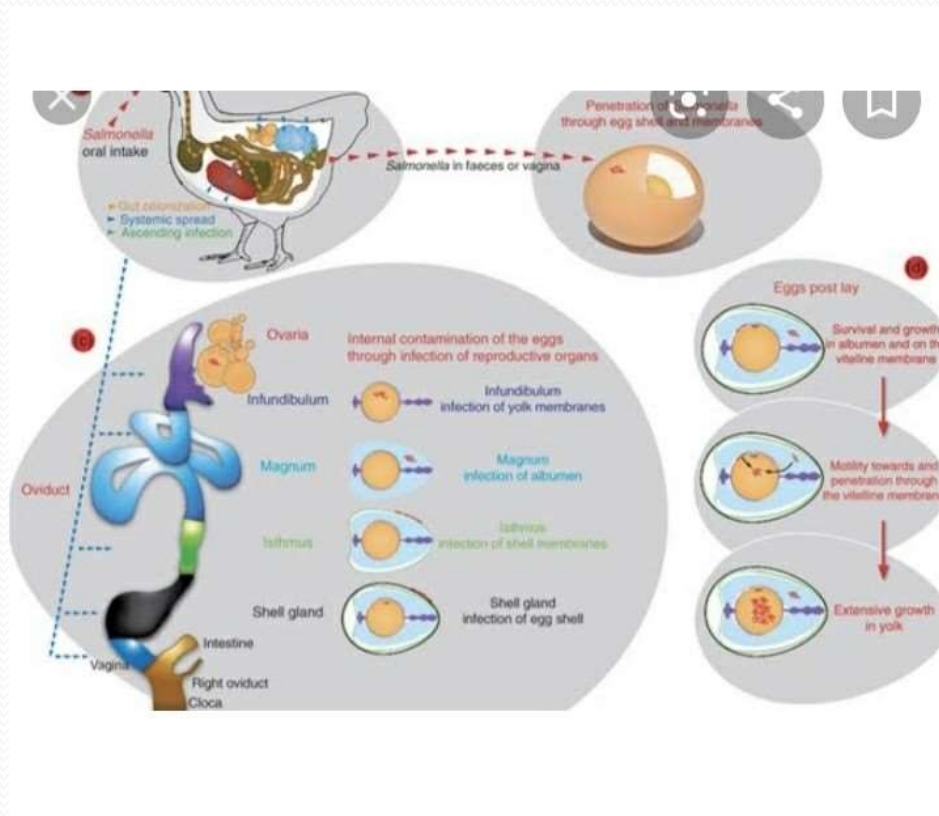 Salmonella
oral intake
Gut colonization
Systemic spread
Ascending infection
Salmonella in faeces or vagina
Penetration of Salmonella
through egg shell and membranes
(c)
Ovaria
Infundibulum
Magnum
Oviduct
Isthmus
Shell gland
Vagina
Intestine
Right oviduct
Cloca
Internal contamination of the eggs
through infection of reproductive organs
Infundibulum
infection of yolk membranes
Magnum
infection of albumen
Isthmus
infection of shell membranes
Shell gland
infection of egg shell
(d)
Eggs post lay
Survival and growth
in albumen and on th
vitelline membrane
Motility towards and
penetration through
the vitelline membran
Extensive growth
in yolk